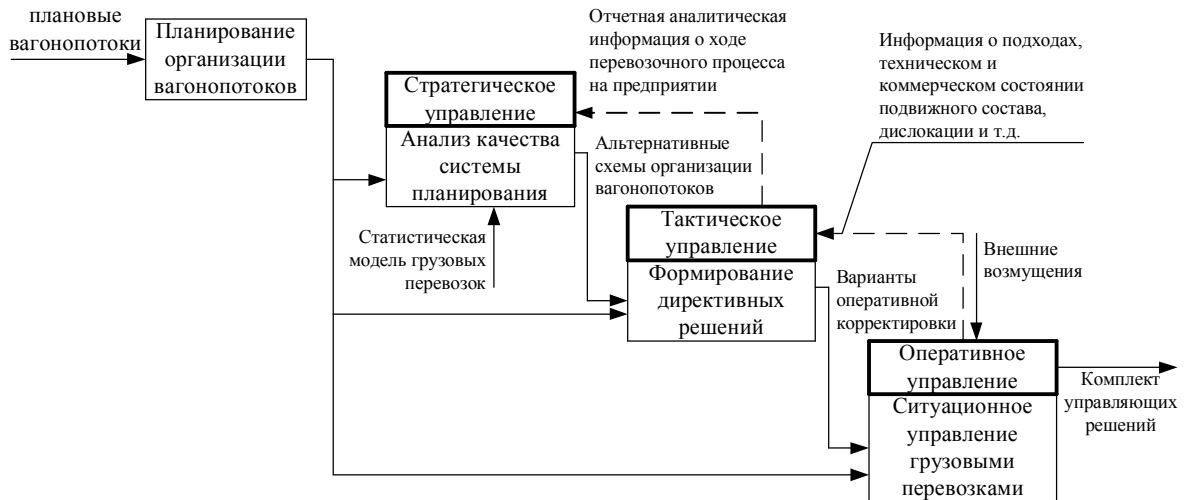 плановые
вагонопотоки
Планирование
организации
вагонопотоков
Отчетная аналитическая
информация о ходе
перевозочного процесса
на предприятии
Информация о подходах,
техническом и
коммерческом состоянии
подвижного состава,
дислокации и т.д.
Стратегическое
управление
Анализ качества
системы
планирования
Альтернативные
схемы организации
вагонопотоков
Статистическая
модель грузовых
перевозок
Тактическое
управление
Формирование
директивных
решений
Внешние
возмущения
Варианты
оперативной
корректировки
Оперативное
управление
Ситуационное
управление
грузовыми
перевозками
Комплект
управляющих
решений